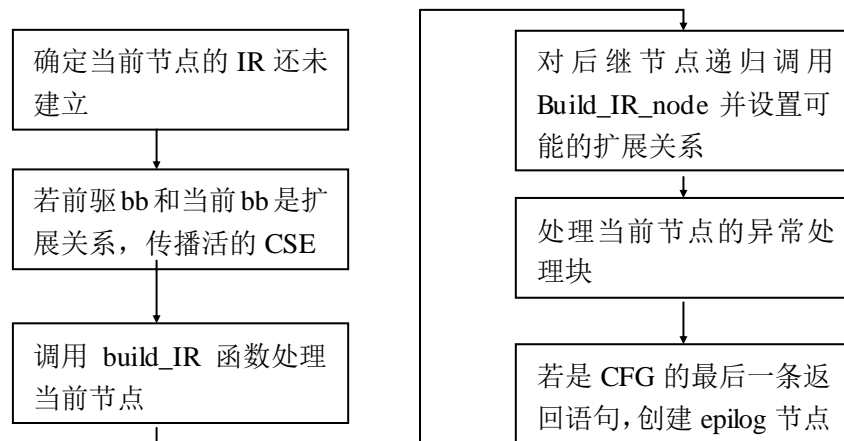 确定当前节点的 IR 还未
建立
若前驱 bb 和当前 bb 是扩
展关系，传播活的 CSE
调用 build_IR 函数处理
当前节点
对后继节点递归调用
Build_IR_node 并设置可
能的扩展关系
处理当前节点的异常处
理块
若是 CFG 的最后一条返
回语句，创建 epilog 节点